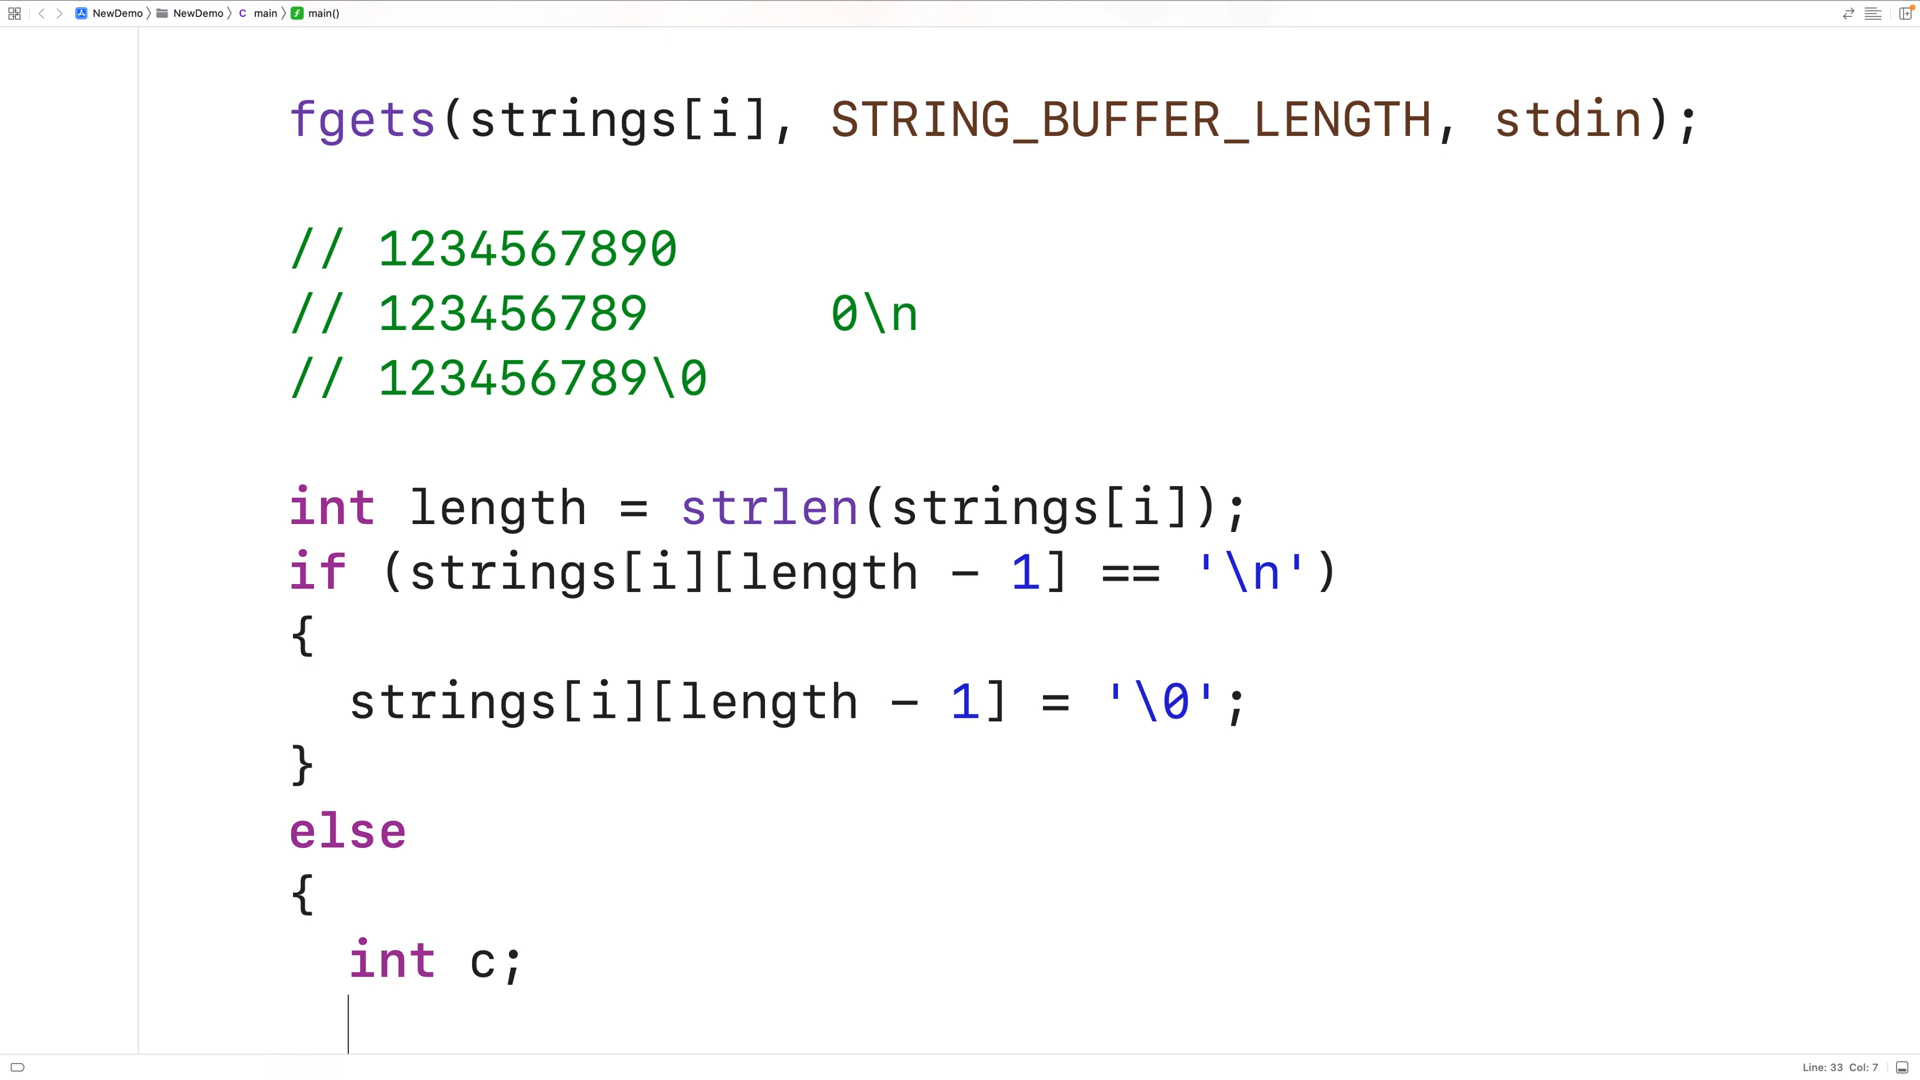 NewDemo NewDemo C main f main()
fgets(strings[i], STRING_BUFFER_LENGTH, stdin);
// 1234567890
// 123456789      0\n
// 123456789\0
int length = strlen(strings[i]);
if (strings[i][length - 1] == '\n')
{
strings[i][length - 1] = '\0';
}
else
{
int c;
Line: 33 Col: 7